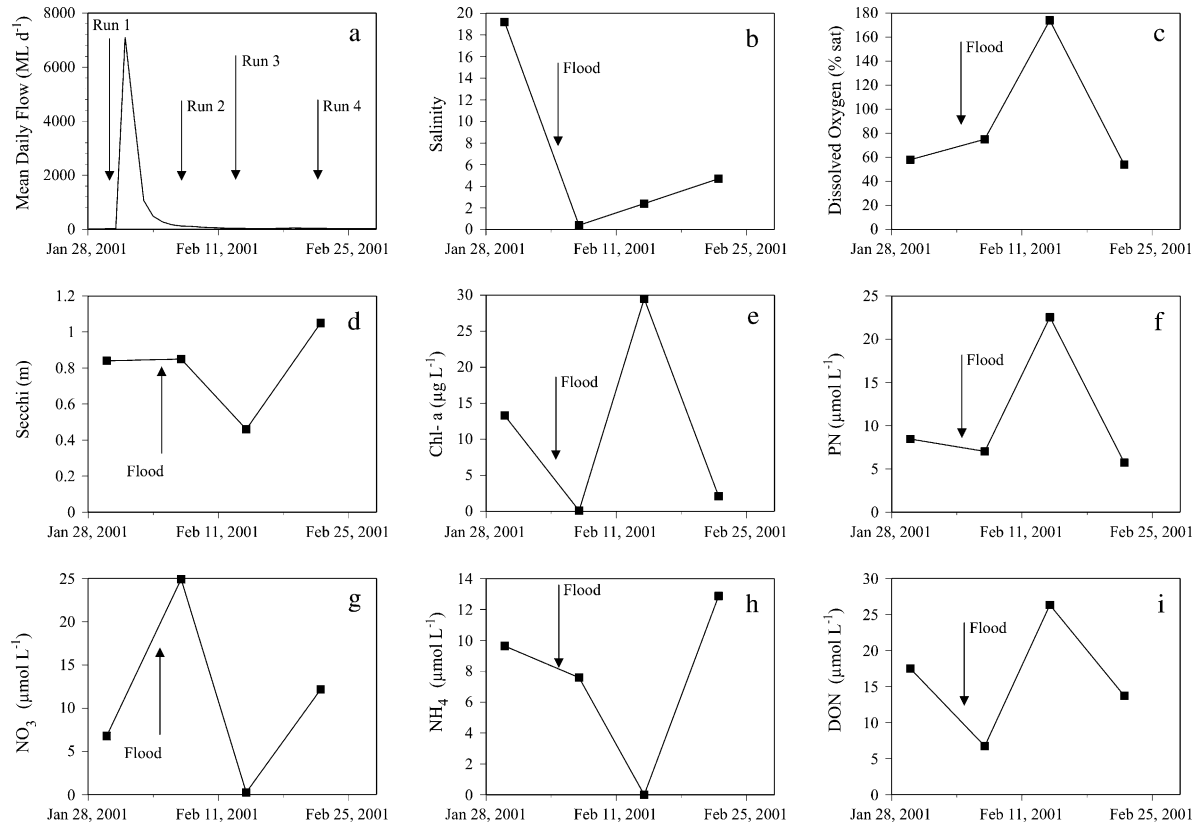 8000
6000
4000
2000
0
Mean Daily Flow (ML d-1)
Run 1
Run 2
Run 3
Run 4
a
Jan 28, 2001 Feb 11, 2001 Feb 25, 2001
20
18
16
14
12
10
8
6
4
2
0
Salinity
Flood
b
Jan 28, 2001 Feb 11, 2001 Feb 25, 2001
180
160
140
120
100
80
60
40
20
0
Dissolved Oxygen (% sat)
Flood
c
Jan 28, 2001 Feb 11, 2001 Feb 25, 2001
1.2
1
0.8
0.6
0.4
0.2
0
Secchi (m)
Flood
d
Jan 28, 2001 Feb 11, 2001 Feb 25, 2001
30
25
20
15
10
5
0
Chl- a (µg L-1)
Flood
e
Jan 28, 2001 Feb 11, 2001 Feb 25, 2001
25
20
15
10
5
0
PN (µmol L-1)
Flood
f
Jan 28, 2001 Feb 11, 2001 Feb 25, 2001
25
20
15
10
5
0
NO3 (µmol L-1)
Flood
g
Jan 28, 2001 Feb 11, 2001 Feb 25, 2001
14
12
10
8
6
4
2
0
NH4 (µmol L-1)
Flood
h
Jan 28, 2001 Feb 11, 2001 Feb 25, 2001
30
25
20
15
10
5
0
DON (µmol L-1)
Flood
i
Jan 28, 2001 Feb 11, 2001 Feb 25, 2001